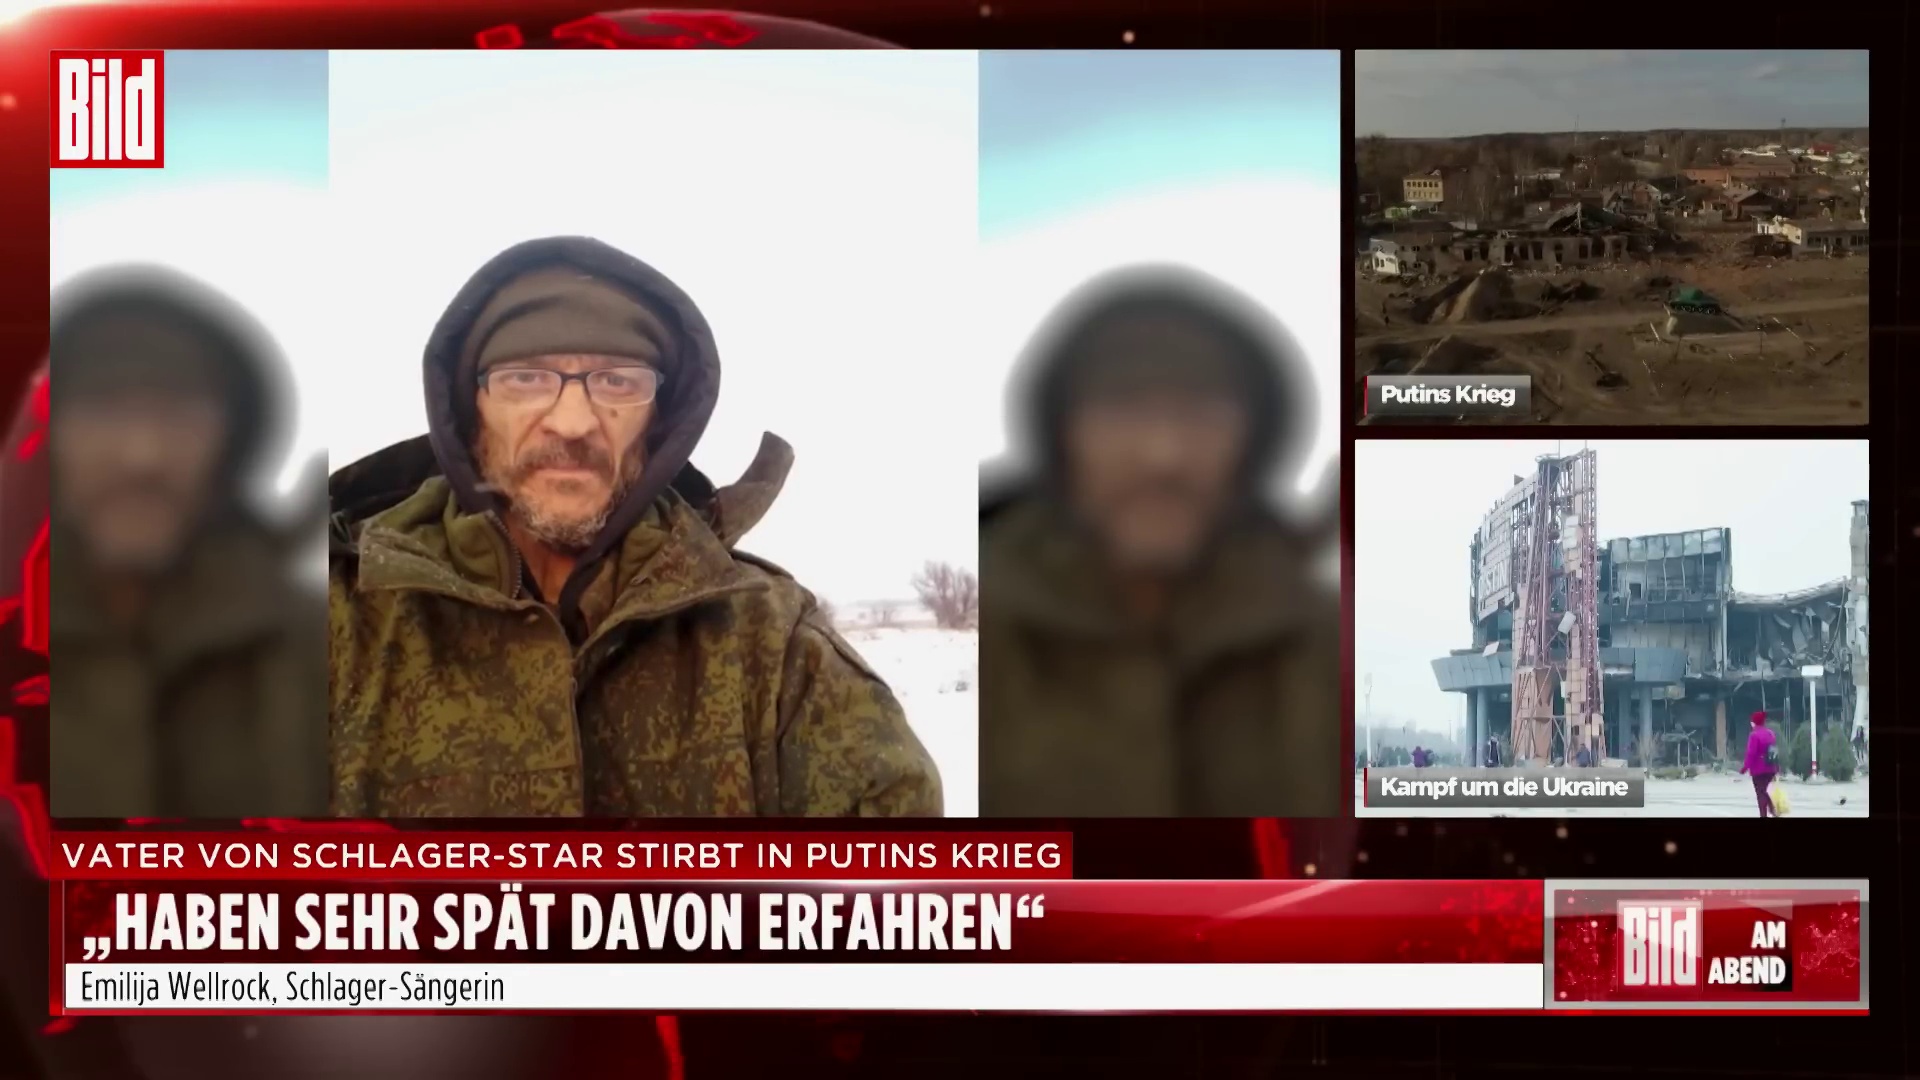 Bild
Putins Krieg
Kampf um die Ukraine
VATER VON SCHLAGER-STAR STIRBT IN PUTINS KRIEG
„HABEN SEHR SPÄT DAVON ERFAHREN“
Emilija Wellrock, Schlager-Sängerin
Bild
AM
ABEND